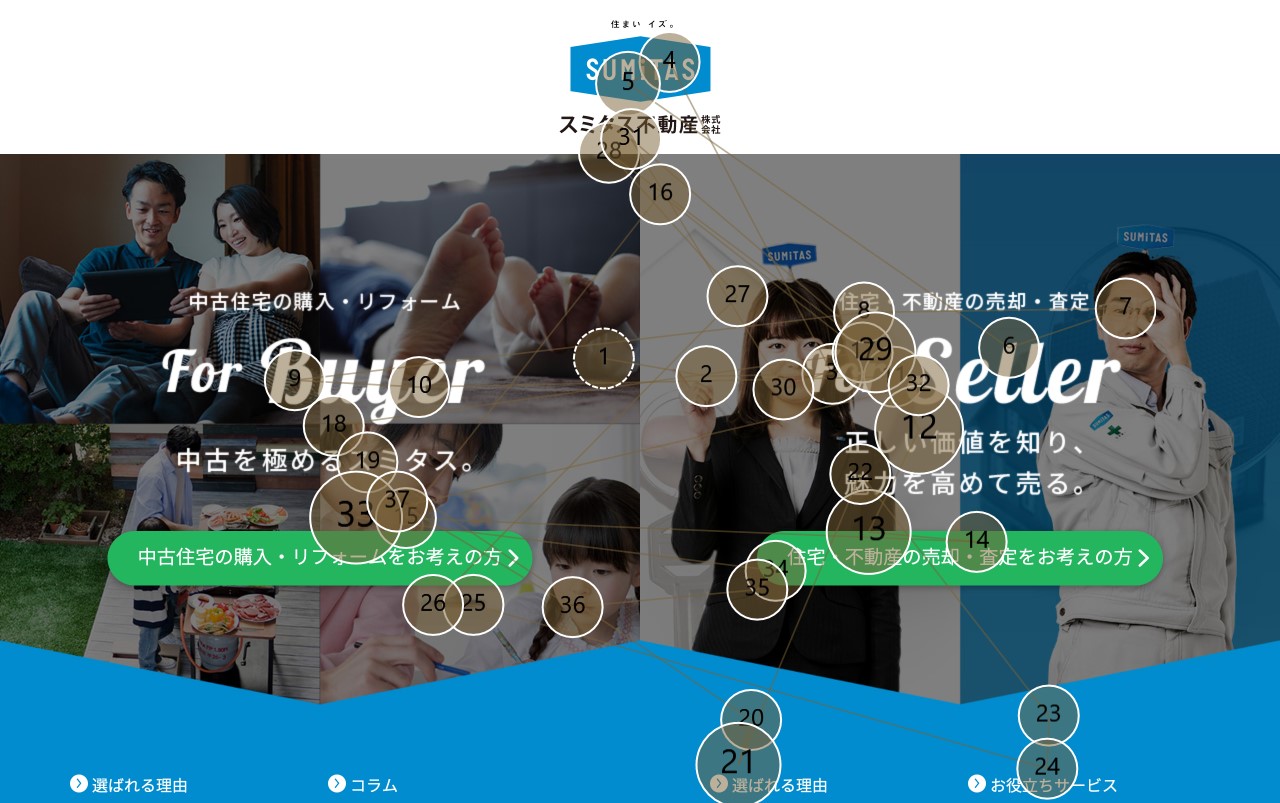 住まい イズ。
SUMiTAS
スミタス不動産 株式会社
SUMiTAS
SUMiTAS
中古住宅の購入・リフォーム
For Buyer
中古を極めるスミタス。
中古住宅の購入・リフォームをお考えの方
住宅・不動産の売却・査定
For Seller
正しい価値を知り、
魅力を高めて売る。
住宅・不動産の売却・査定をお考えの方
選ばれる理由
コラム
選ばれる理由
お役立ちサービス
1
2
3
4
5
6
7
8
9
10
12
13
14
5
16
18
19
20
21
22
23
24
25
26
27
28
29
30
31
32
33
34
35
36
37